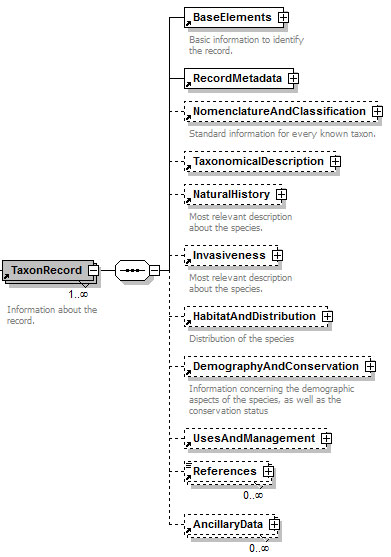 BaseElements
Basic information to identify
the record.
RecordMetadata
NomenclatureAndClassification
Standard information for every known taxon.
TaxonomicalDescription
NaturalHistory
Most relevant description
about the species.
Invasiveness
Most relevant description
about the species.
TaxonRecord
1..∞
Information about the
record.
HabitatAndDistribution
Distribution of the species
DemographyAndConservation
Information concerning the demographic
aspects of the species, as well as the
conservation status
UsesAndManagement
References
0..∞
AncillaryData
0..∞